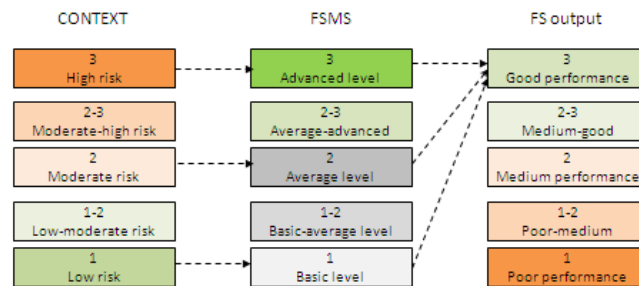 CONTEXT
FSMS
FS output
3
High risk
3
Advanced level
3
Good performance
2-3
Moderate-high risk
2-3
Average-advanced
2-3
Medium-good
2
Moderate risk
2
Average level
2
Medium performance
1-2
Low-moderate risk
1-2
Basic-average level
1-2
Poor-medium
1
Low risk
1
Basic level
1
Poor performance